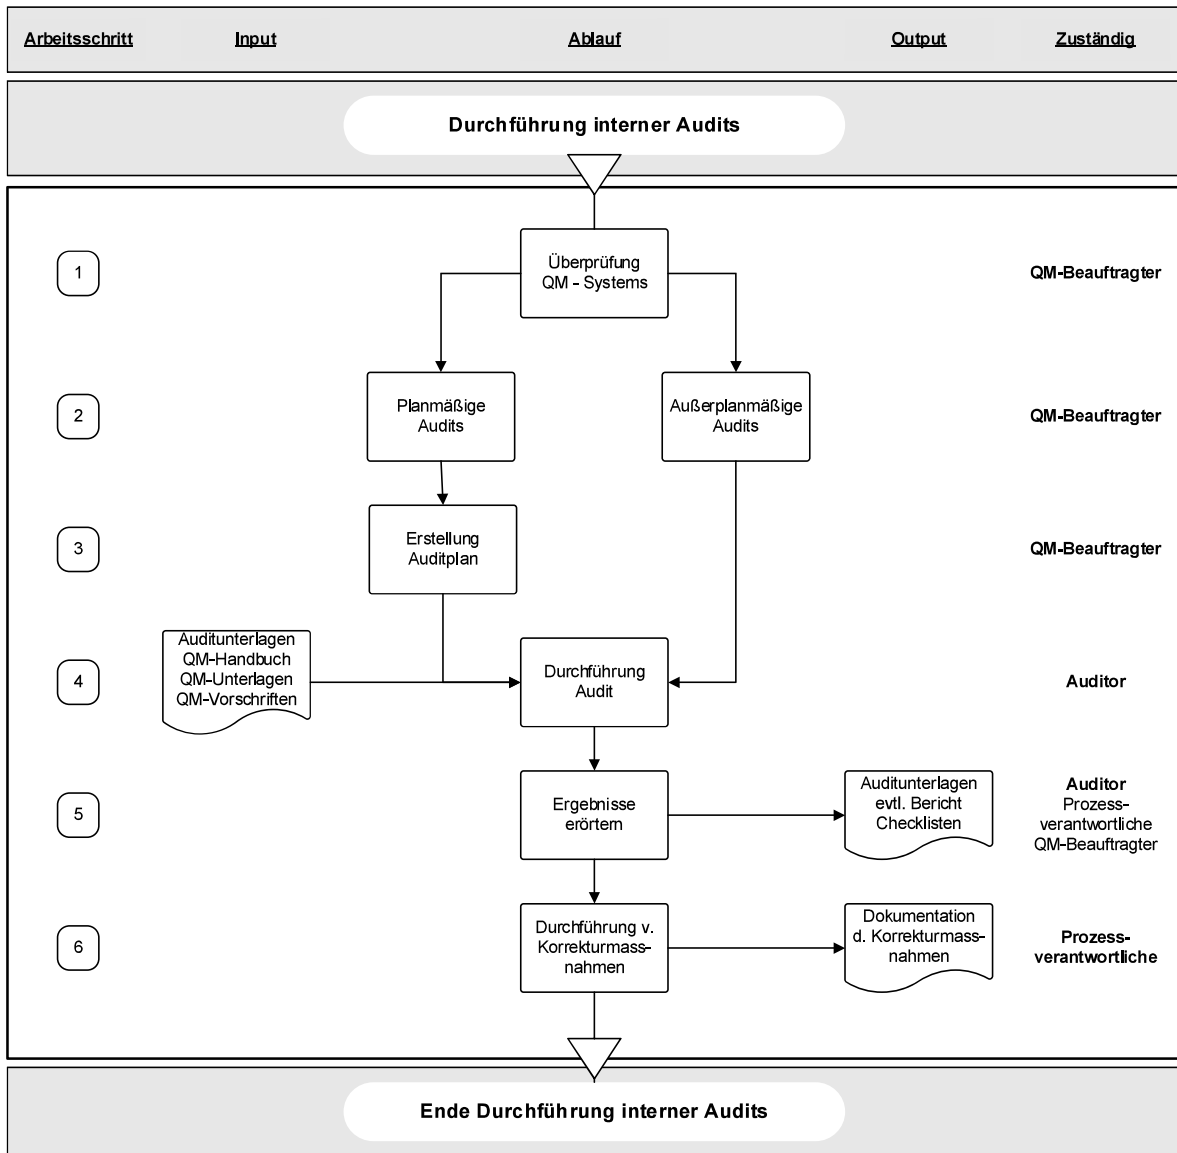 Arbeitsschritt
Input
Ablauf
Output
Zuständig
Durchführung interner Audits
1
Überprüfung
QM - Systems
QM-Beauftragter
2
Planmäßige
Audits
Außerplanmäßige
Audits
QM-Beauftragter
3
Erstellung
Auditplan
QM-Beauftragter
4
Auditunterlagen
QM-Handbuch
QM-Unterlagen
QM-Vorschriften
Durchführung
Audit
Auditor
5
Ergebnisse
erörtern
Auditunterlagen
evtl. Bericht
Checklisten
Auditor
Prozess-
verantwortliche
QM-Beauftragter
6
Durchführung v.
Korrekturmass-
nahmen
Dokumentation
d. Korrekturmass-
nahmen
Prozess-
verantwortliche
Ende Durchführung interner Audits